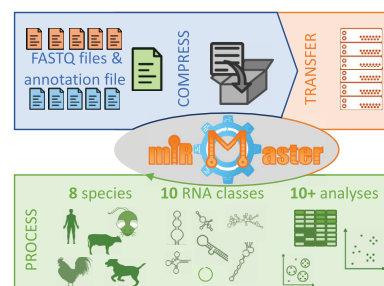 FASTQ files &
annotation file
COMPRESS
TRANSFER
miRMaster
PROCESS
8 species
10 RNA classes
10+ analyses